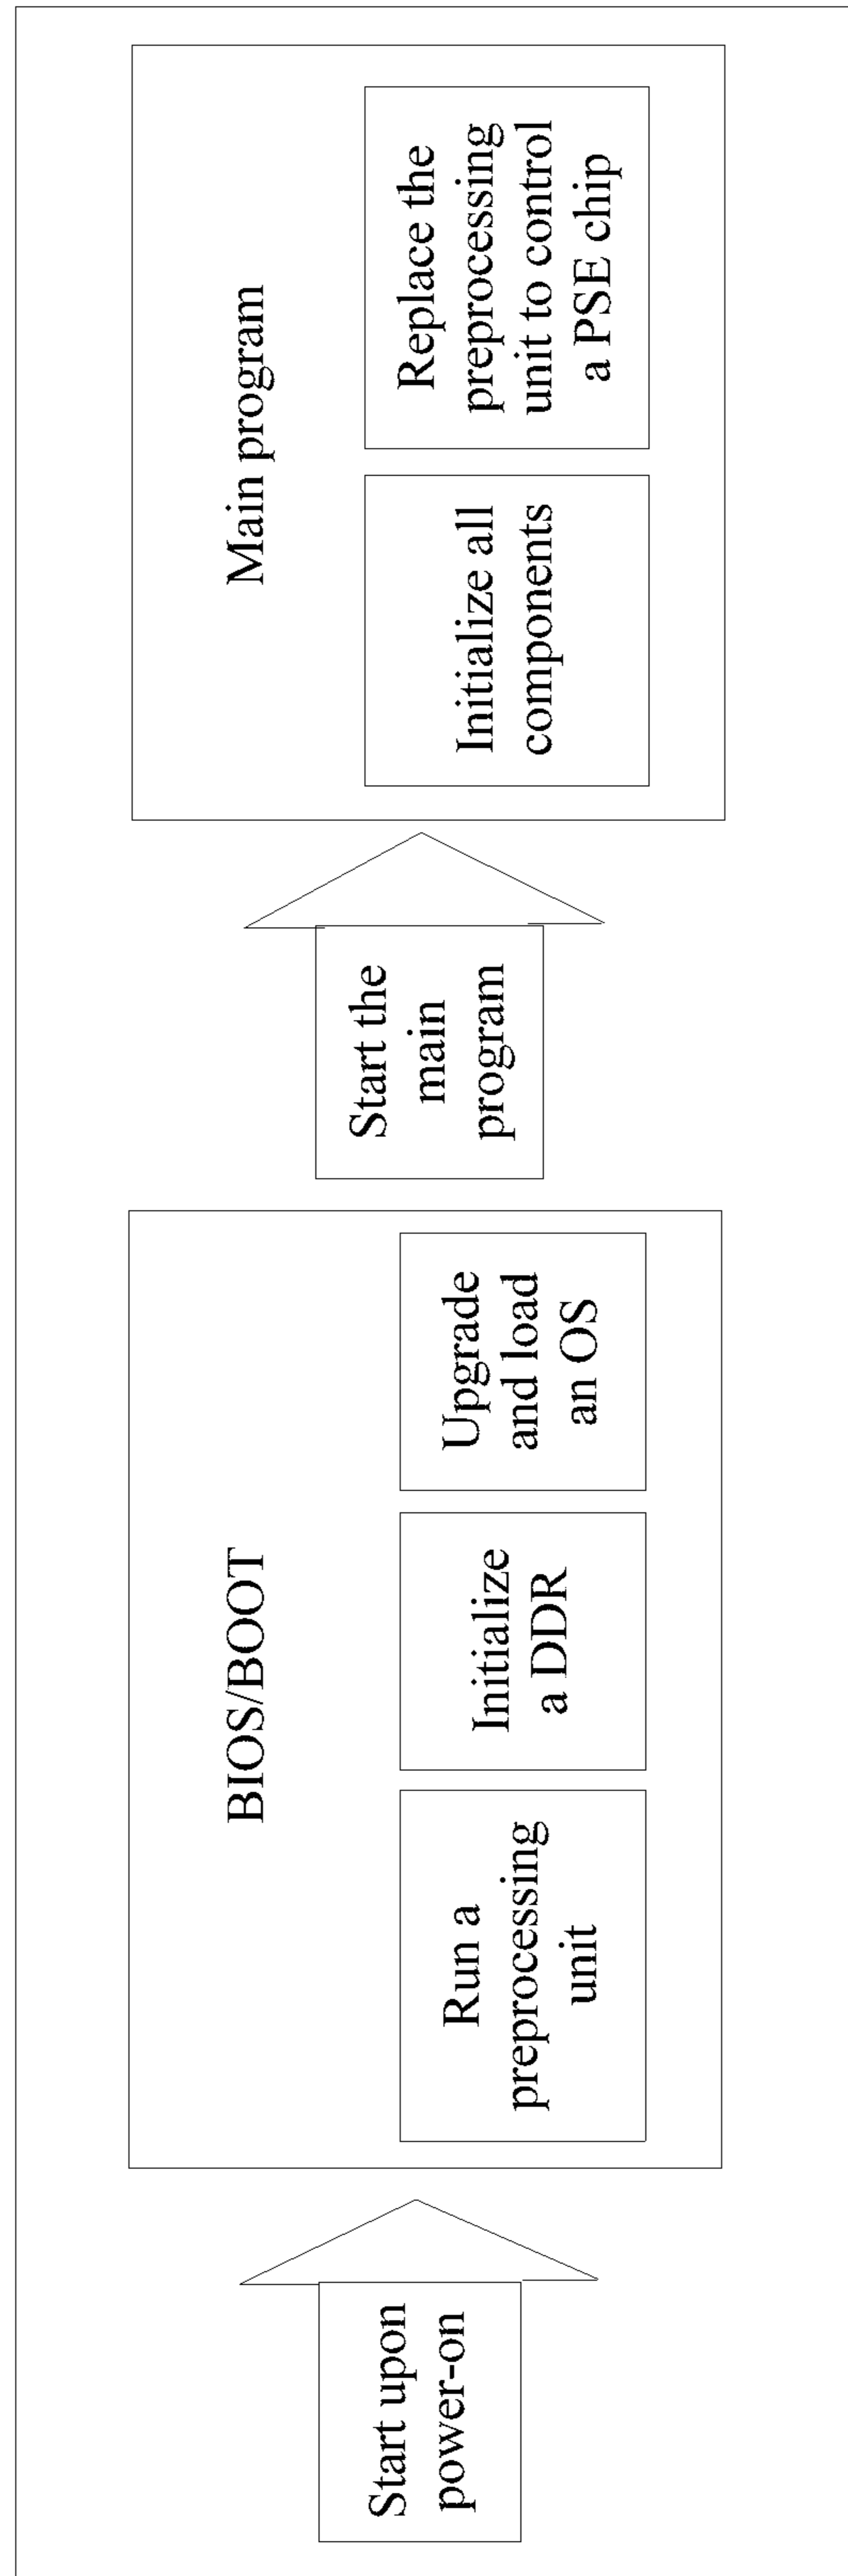 Start upon
power-on
BIOS/BOOT
Run a
preprocessing
unit
Initialize
a DDR
Upgrade
and load
an OS
Start the
main
program
Main program
Initialize all
components
Replace the
preprocessing
unit to control
a PSE chip